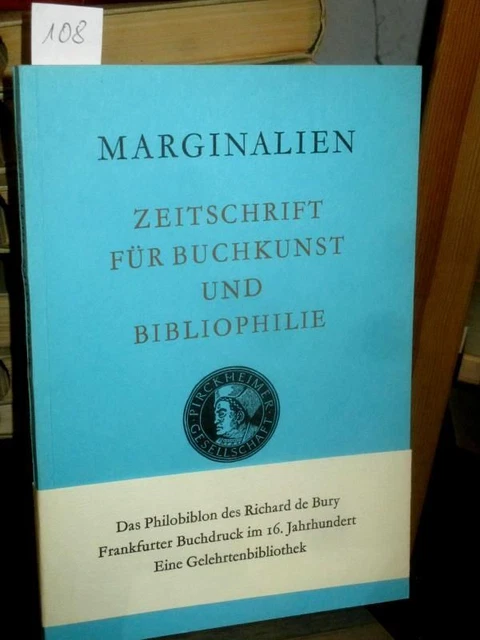 108
MARGINALIEN
ZEITSCHRIFT
FÜR BUCHKUNST
UND
BIBLIOPHILIE
PIRCKHEIMER
GESELLSCHAFT
Das Philobiblon des Richard de Bury
Frankfurter Buchdruck im 16. Jahrhundert
Eine Gelehrtenbibliothek